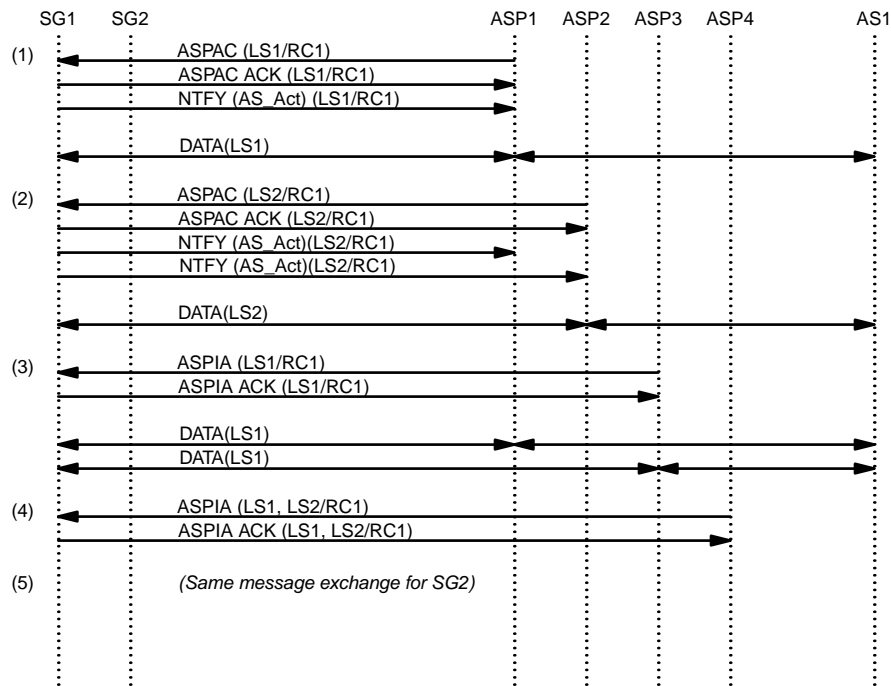 SG1 SG2 ASP1 ASP2 ASP3 ASP4 AS1
(1) ASPAC (LS1/RC1)
ASPAC ACK (LS1/RC1)
NTFY (AS_Act) (LS1/RC1)
DATA(LS1)
(2) ASPAC (LS2/RC1)
ASPAC ACK (LS2/RC1)
NTFY (AS_Act)(LS2/RC1)
NTFY (AS_Act)(LS2/RC1)
DATA(LS2)
(3) ASPIA (LS1/RC1)
ASPIA ACK (LS1/RC1)
DATA(LS1)
DATA(LS1)
(4) ASPIA (LS1, LS2/RC1)
ASPIA ACK (LS1, LS2/RC1)
(5) (Same message exchange for SG2)